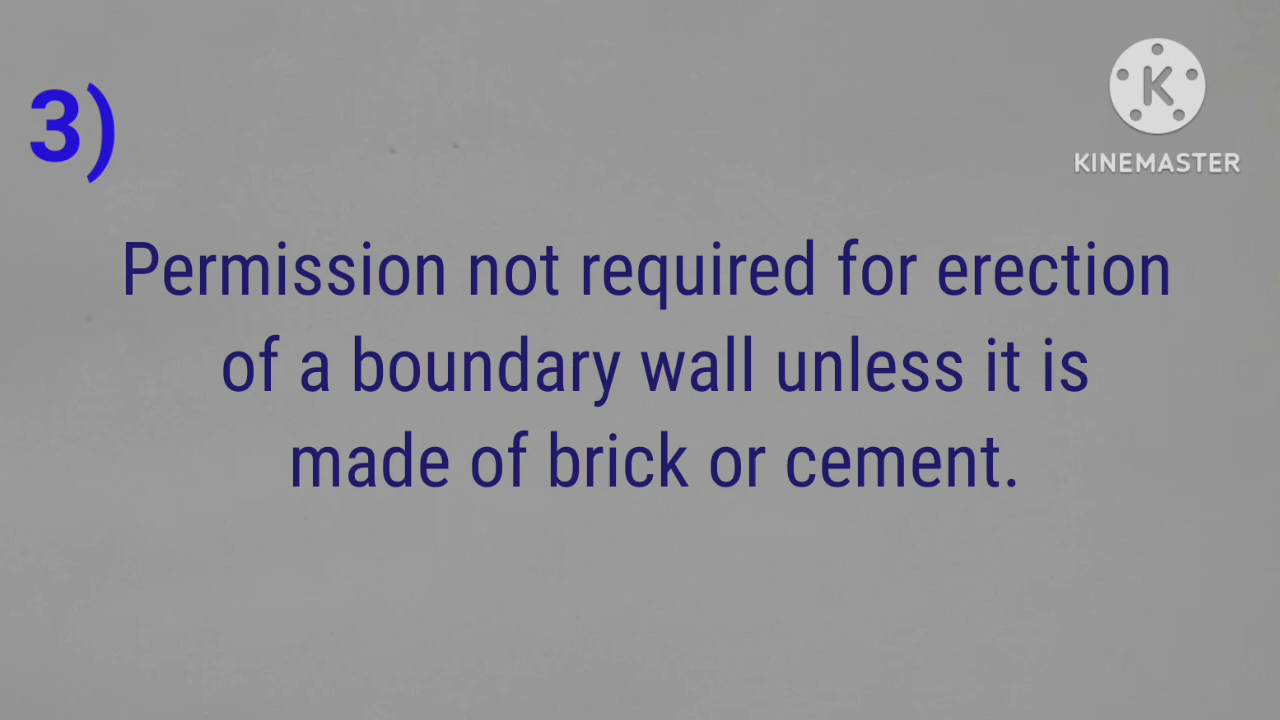 3)
K
KINEMASTER
Permission not required for erection
of a boundary wall unless it is
made of brick or cement.